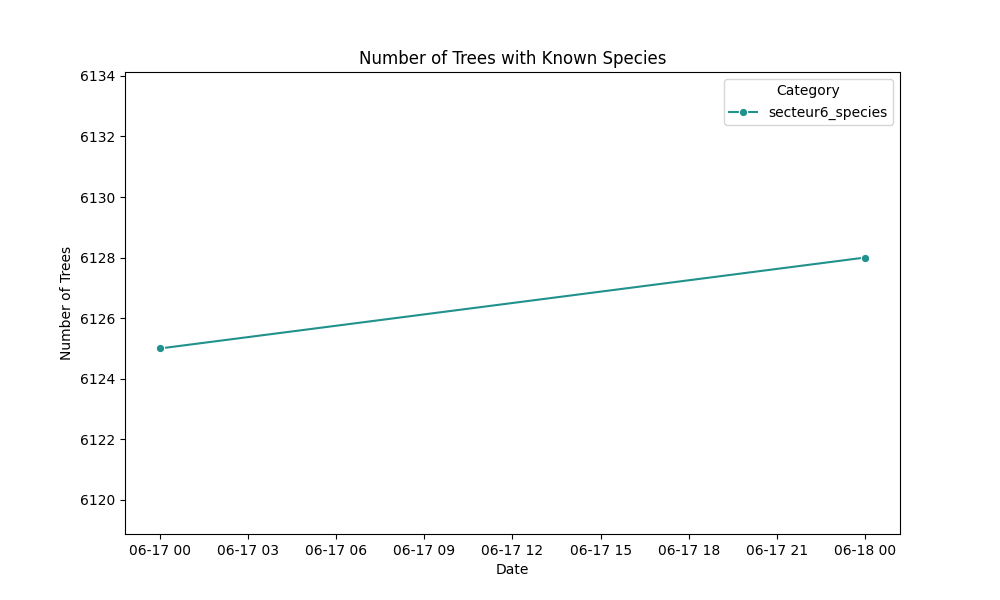 Number of Trees with Known Species
Category
secteur6_species
6134
6132
6130
6128
6126
6124
6122
6120
Number of Trees
06-17 00 06-17 03 06-17 06 06-17 09 06-17 12 06-17 15 06-17 18 06-17 21 06-18 00
Date